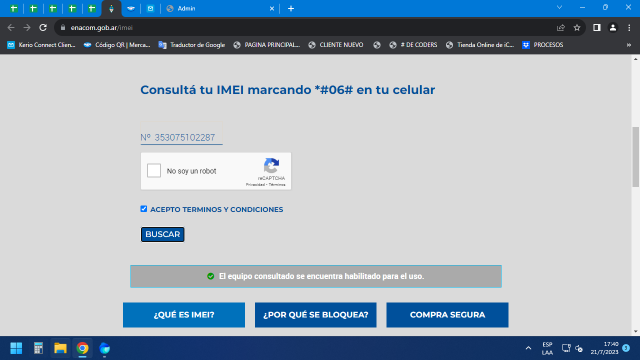 Admin
enacom.gob.ar/imei
Kerio Connect Clien...
Código QR | Merca...
Traductor de Google
PAGINA PRINCIPAL...
CLIENTE NUEVO
# DE CODERS
Tienda Online de iC...
PROCESOS
Consultá tu IMEI marcando *#06# en tu celular
Nº 353075102287
No soy un robot
reCAPTCHA
Privacidad - Términos
ACEPTO TERMINOS Y CONDICIONES
BUSCAR
El equipo consultado se encuentra habilitado para el uso.
¿QUÉ ES IMEI?
¿POR QUÉ SE BLOQUEA?
COMPRA SEGURA
ESP
LAA
17:40
21/7/2023